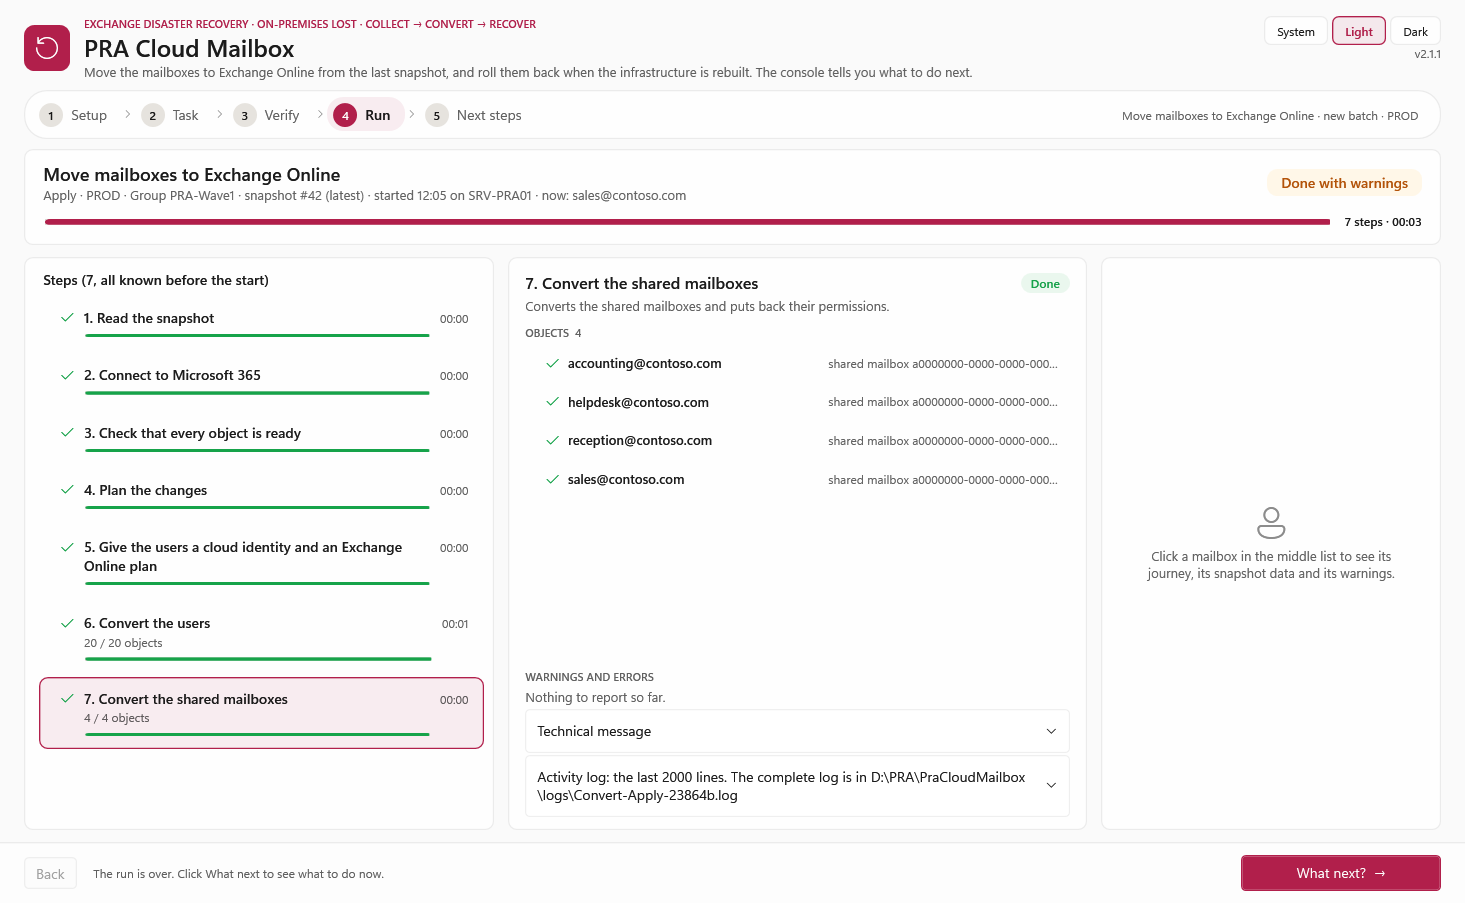 EXCHANGE DISASTER RECOVERY · ON-PREMISES LOST · COLLECT → CONVERT → RECOVER
PRA Cloud Mailbox
Move the mailboxes to Exchange Online from the last snapshot, and roll them back when the infrastructure is rebuilt. The console tells you what to do next.
System
Light
Dark
v2.1.1
1 Setup
2 Task
3 Verify
4 Run
5 Next steps
Move mailboxes to Exchange Online · new batch · PROD
Move mailboxes to Exchange Online
Apply · PROD · Group PRA-Wave1 · snapshot #42 (latest) · started 12:05 on SRV-PRA01 · now: sales@contoso.com
Done with warnings
7 steps · 00:03
Steps (7, all known before the start)
1. Read the snapshot 00:00
2. Connect to Microsoft 365 00:00
3. Check that every object is ready 00:00
4. Plan the changes 00:00
5. Give the users a cloud identity and an Exchange 00:00
Online plan
6. Convert the users 00:01
20 / 20 objects
7. Convert the shared mailboxes 00:00
4 / 4 objects
7. Convert the shared mailboxes Done
Converts the shared mailboxes and puts back their permissions.
OBJECTS 4
accounting@contoso.com shared mailbox a0000000-0000-0000-000...
helpdesk@contoso.com shared mailbox a0000000-0000-0000-000...
reception@contoso.com shared mailbox a0000000-0000-0000-000...
sales@contoso.com shared mailbox a0000000-0000-0000-000...
WARNINGS AND ERRORS
Nothing to report so far.
Technical message
Activity log: the last 2000 lines. The complete log is in D:\PRA\PraCloudMailbox
\logs\Convert-Apply-23864b.log
Click a mailbox in the middle list to see its
journey, its snapshot data and its warnings.
Back
The run is over. Click What next to see what to do now.
What next? →